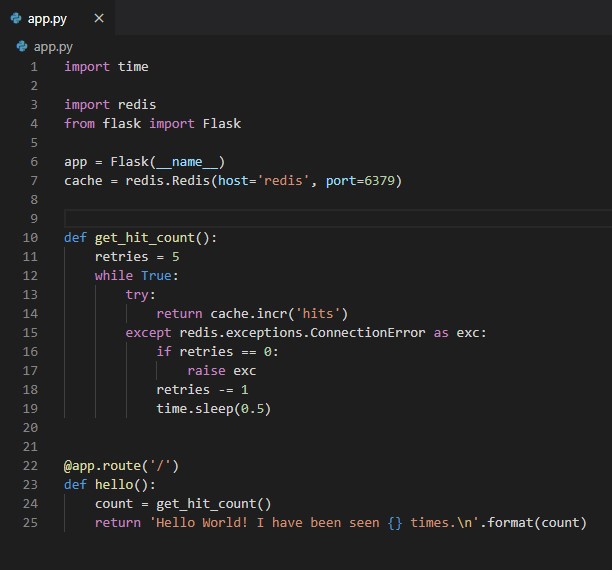 app.py ×
app.py
1 import time
2
3 import redis
4 from flask import Flask
5
6 app = Flask(__name__)
7 cache = redis.Redis(host='redis', port=6379)
8
9
10 def get_hit_count():
11     retries = 5
12     while True:
13         try:
14             return cache.incr('hits')
15         except redis.exceptions.ConnectionError as exc:
16             if retries == 0:
17                 raise exc
18             retries -= 1
19             time.sleep(0.5)
20
21
22 @app.route('/')
23 def hello():
24     count = get_hit_count()
25     return 'Hello World! I have been seen {} times.\n'.format(count)